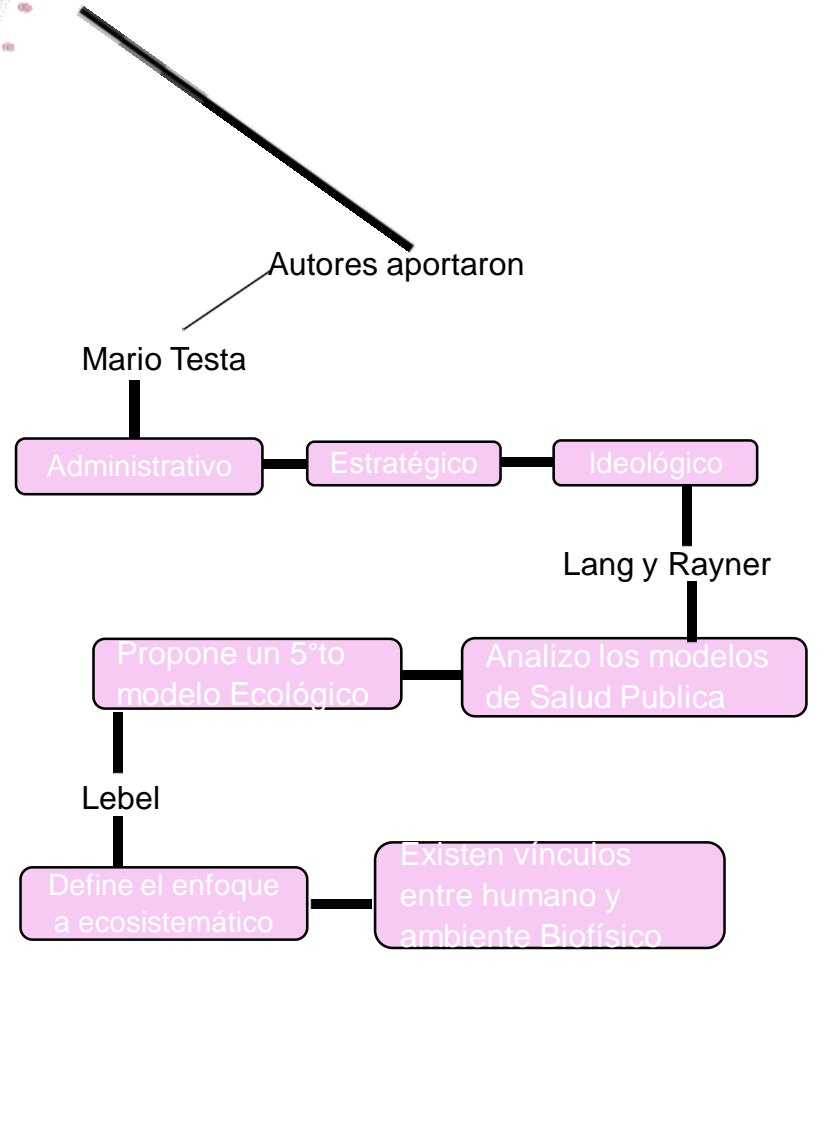 Autores aportaron
Mario Testa
Administrativo
Estratégico
Ideológico
Lang y Rayner
Analizo los modelos
de Salud Publica
Propone un 5°to
modelo Ecológico
Lebel
Define el enfoque
a ecosistemático
Existen vínculos
entre humano y
ambiente Biofísico